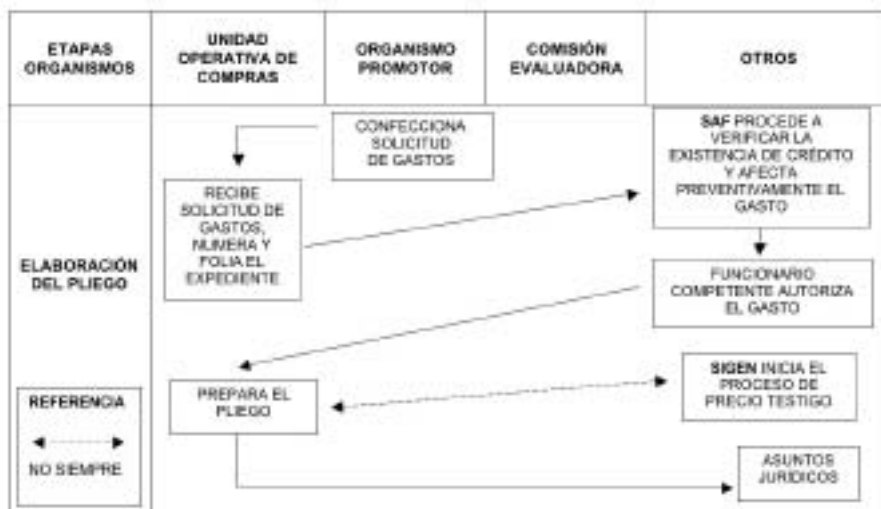 ETAPAS
ORGANISMOS
UNIDAD
OPERATIVA DE
COMPRAS
ORGANISMO
PROMOTOR
COMISIÓN
EVALUADORA
OTROS
CONFECCIONA
SOLICITUD
DE GASTOS
SAF PROCEDE A
VERIFICAR LA
EXISTENCIA DE CRÉDITO
Y AFECTA
PREVENTIVAMENTE EL
GASTO
RECIBE
SOLICITUD DE
GASTOS,
NUMERA Y
FOLIA EL
EXPEDIENTE
ELABORACIÓN
DEL PLIEGO
FUNCIONARIO
COMPETENTE AUTORIZA
EL GASTO
PREPARA EL
PLIEGO
SIGEN INICIA EL
PROCESO DE
PRECIO TESTIGO
REFERENCIA
NO SIEMPRE
ASUNTOS
JURÍDICOS